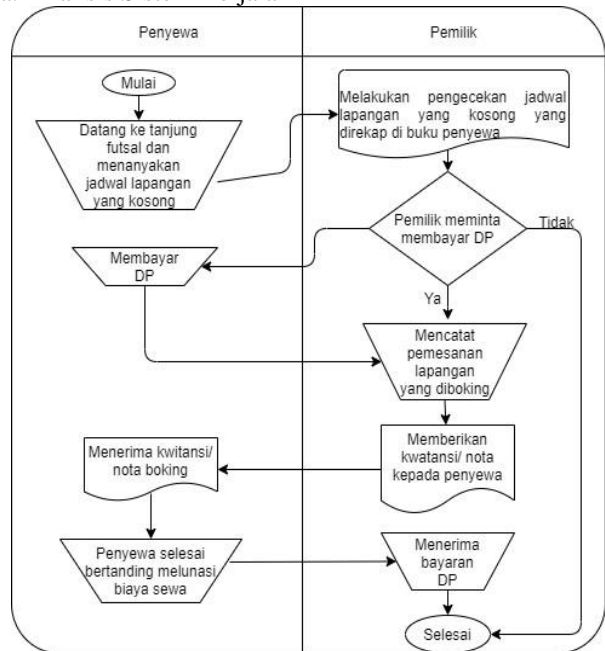 Penyewa
Pemilik
Mulai
Datang ke tanjung
futsal dan
menanyakan
jadwal lapangan
yang kosong
Melakukan pengecekan jadwal
lapangan yang kosong yang
direkap di buku penyewa
Pemilik meminta
membayar DP
Tidak
Membayar
DP
Ya
Mencatat
pemesanan
lapangan
yang diboking
Memberikan
kwatansi/ nota
kepada penyewa
Menerima kwitansi/
nota boking
Penyewa selesai
bertanding melunasi
biaya sewa
Menerima
bayaran
DP
Selesai